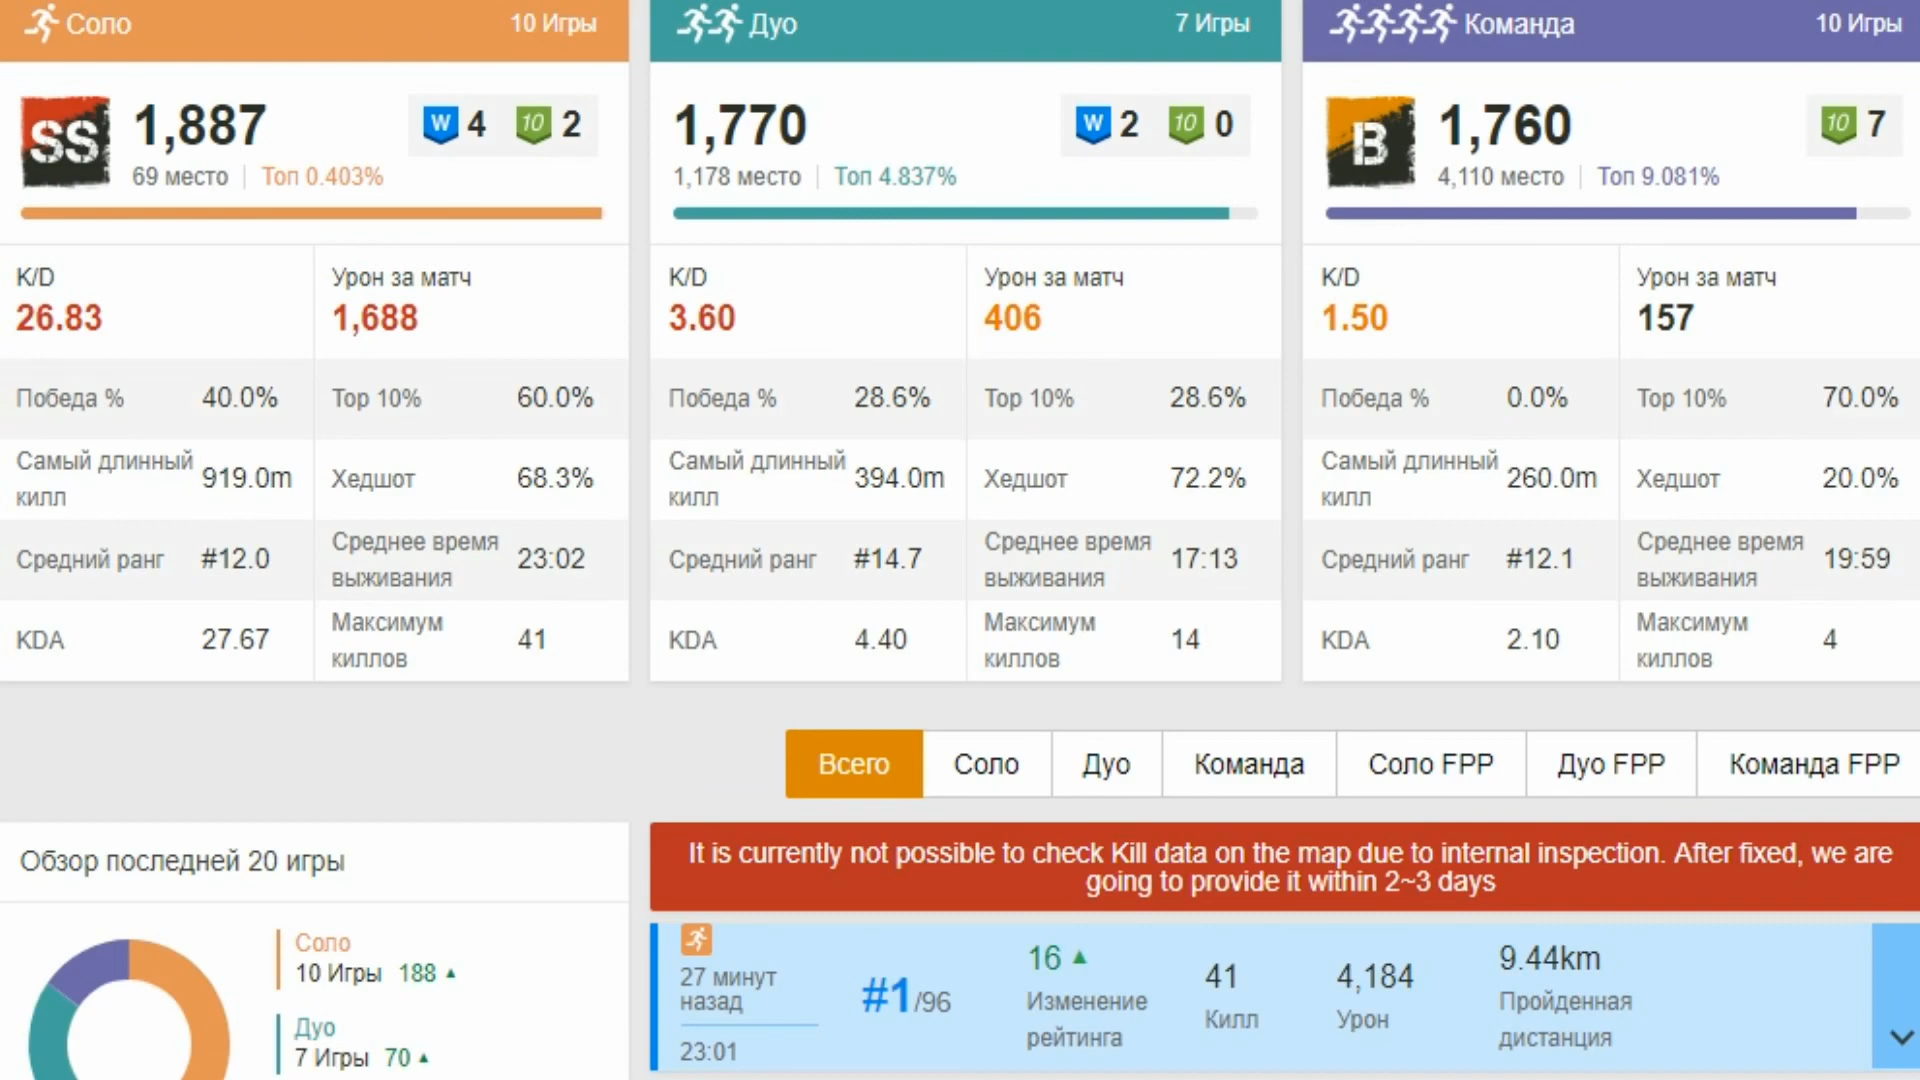 Соло 10 Игры
SS 1,887 W 4 10 2
69 место Топ 0.403%
K/D Урон за матч
26.83 1,688
Победа % 40.0% Top 10% 60.0%
Самый длинный килл 919.0m Хедшот 68.3%
Средний ранг #12.0 Среднее время выживания 23:02
KDA 27.67 Максимум киллов 41
Дуо 7 Игры
1,770 W 2 10 0
1,178 место Топ 4.837%
K/D Урон за матч
3.60 406
Победа % 28.6% Top 10% 28.6%
Самый длинный килл 394.0m Хедшот 72.2%
Средний ранг #14.7 Среднее время выживания 17:13
KDA 4.40 Максимум киллов 14
Команда 10 Игры
B 1,760 10 7
4,110 место Топ 9.081%
K/D Урон за матч
1.50 157
Победа % 0.0% Top 10% 70.0%
Самый длинный килл 260.0m Хедшот 20.0%
Средний ранг #12.1 Среднее время выживания 19:59
KDA 2.10 Максимум киллов 4
Всего Соло Дуо Команда Соло FPP Дуо FPP Команда FPP
Обзор последней 20 игры
Соло
10 Игры 188 ▲
Дуо
7 Игры 70 ▲
It is currently not possible to check Kill data on the map due to internal inspection. After fixed, we are
going to provide it within 2~3 days
27 минут
назад
23:01
#1/96
16 ▲
Изменение
рейтинга
41
Килл
4,184
Урон
9.44km
Пройденная
дистанция